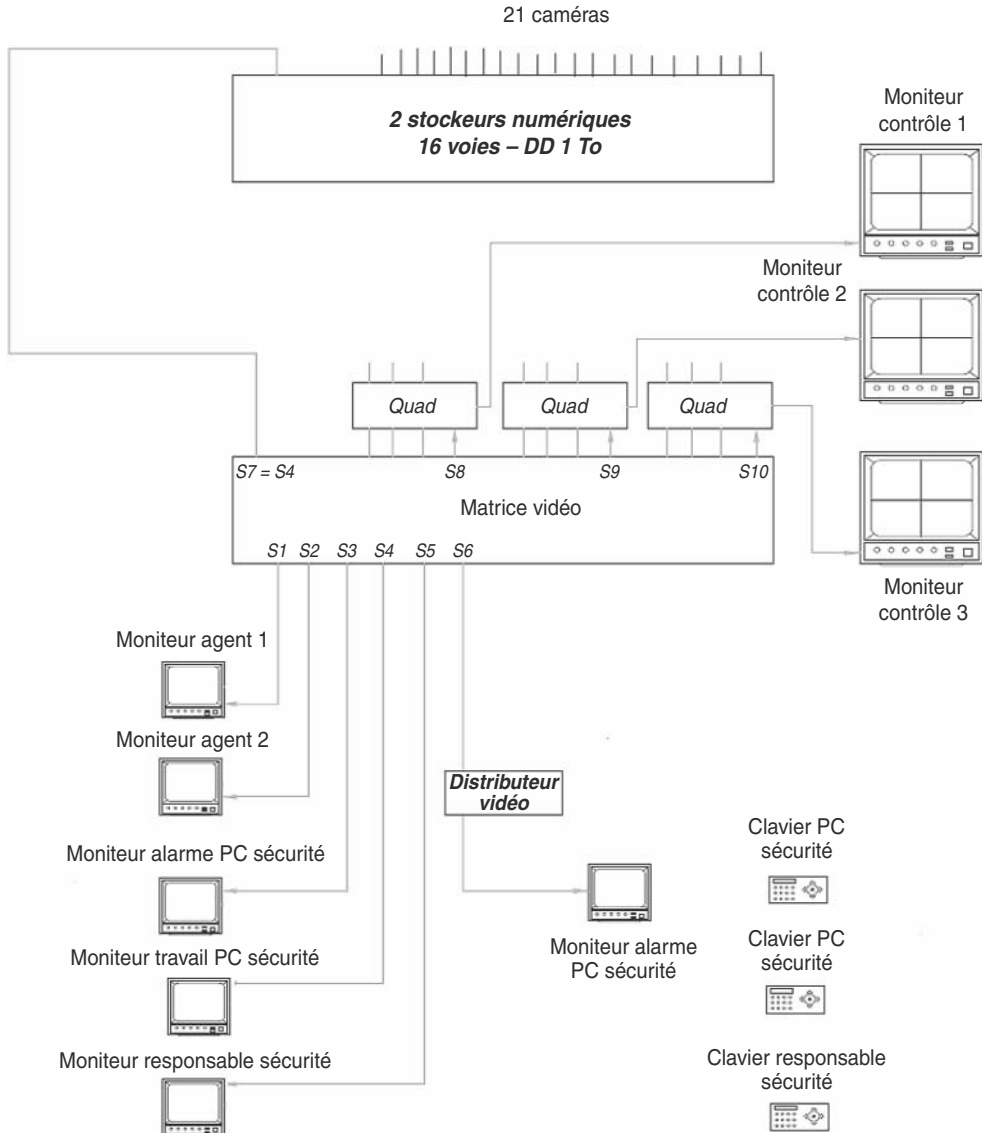 21 caméras
2 stockeurs numériques
16 voies – DD 1 To
Moniteur
contrôle 1
Moniteur
contrôle 2
Quad
Quad
Quad
S7 = S4
S8
S9
S10
Matrice vidéo
S1
S2
S3
S4
S5
S6
Moniteur
contrôle 3
Moniteur agent 1
Moniteur agent 2
Distributeur
vidéo
Moniteur alarme PC sécurité
Clavier PC
sécurité
Moniteur alarme
PC sécurité
Clavier PC
sécurité
Moniteur travail PC sécurité
Moniteur responsable sécurité
Clavier responsable
sécurité